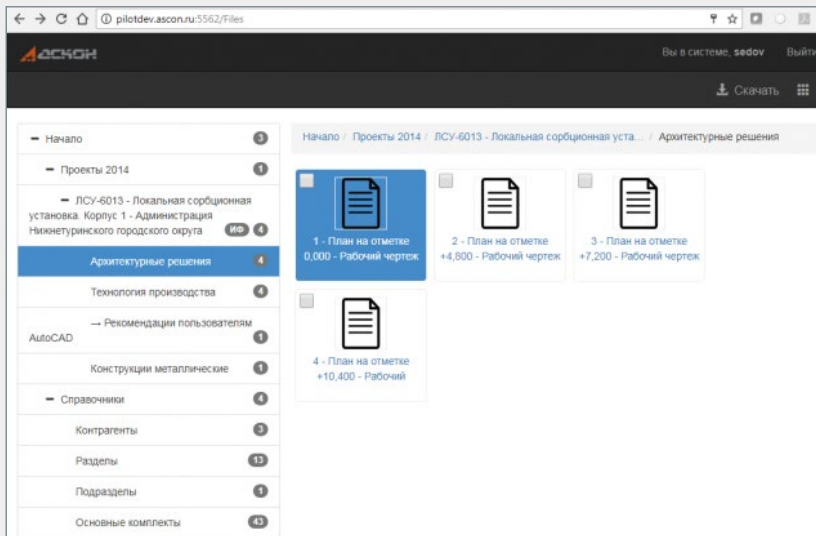 pilotdev.ascon.ru:5562/Files
АСКОН
Вы в системе, sedov Выйти
Скачать
Начало 3
Проекты 2014 1
ЛСУ-6013 - Локальная сорбционная
установка. Корпус 1 - Администрация
Нижнетуринского городского округа ИФ 4
Архитектурные решения 4
Технология производства 4
→ Рекомендации пользователям
AutoCAD 1
Конструкции металлические 1
Справочники 4
Контрагенты 3
Разделы 13
Подразделы 1
Основные комплекты 43
Начало / Проекты 2014 / ЛСУ-6013 - Локальная сорбционная уста... / Архитектурные решения
1 - План на отметке
0,000 - Рабочий чертеж
2 - План на отметке
+4,800 - Рабочий чертеж
3 - План на отметке
+7,200 - Рабочий чертеж
4 - План на отметке
+10,400 - Рабочий